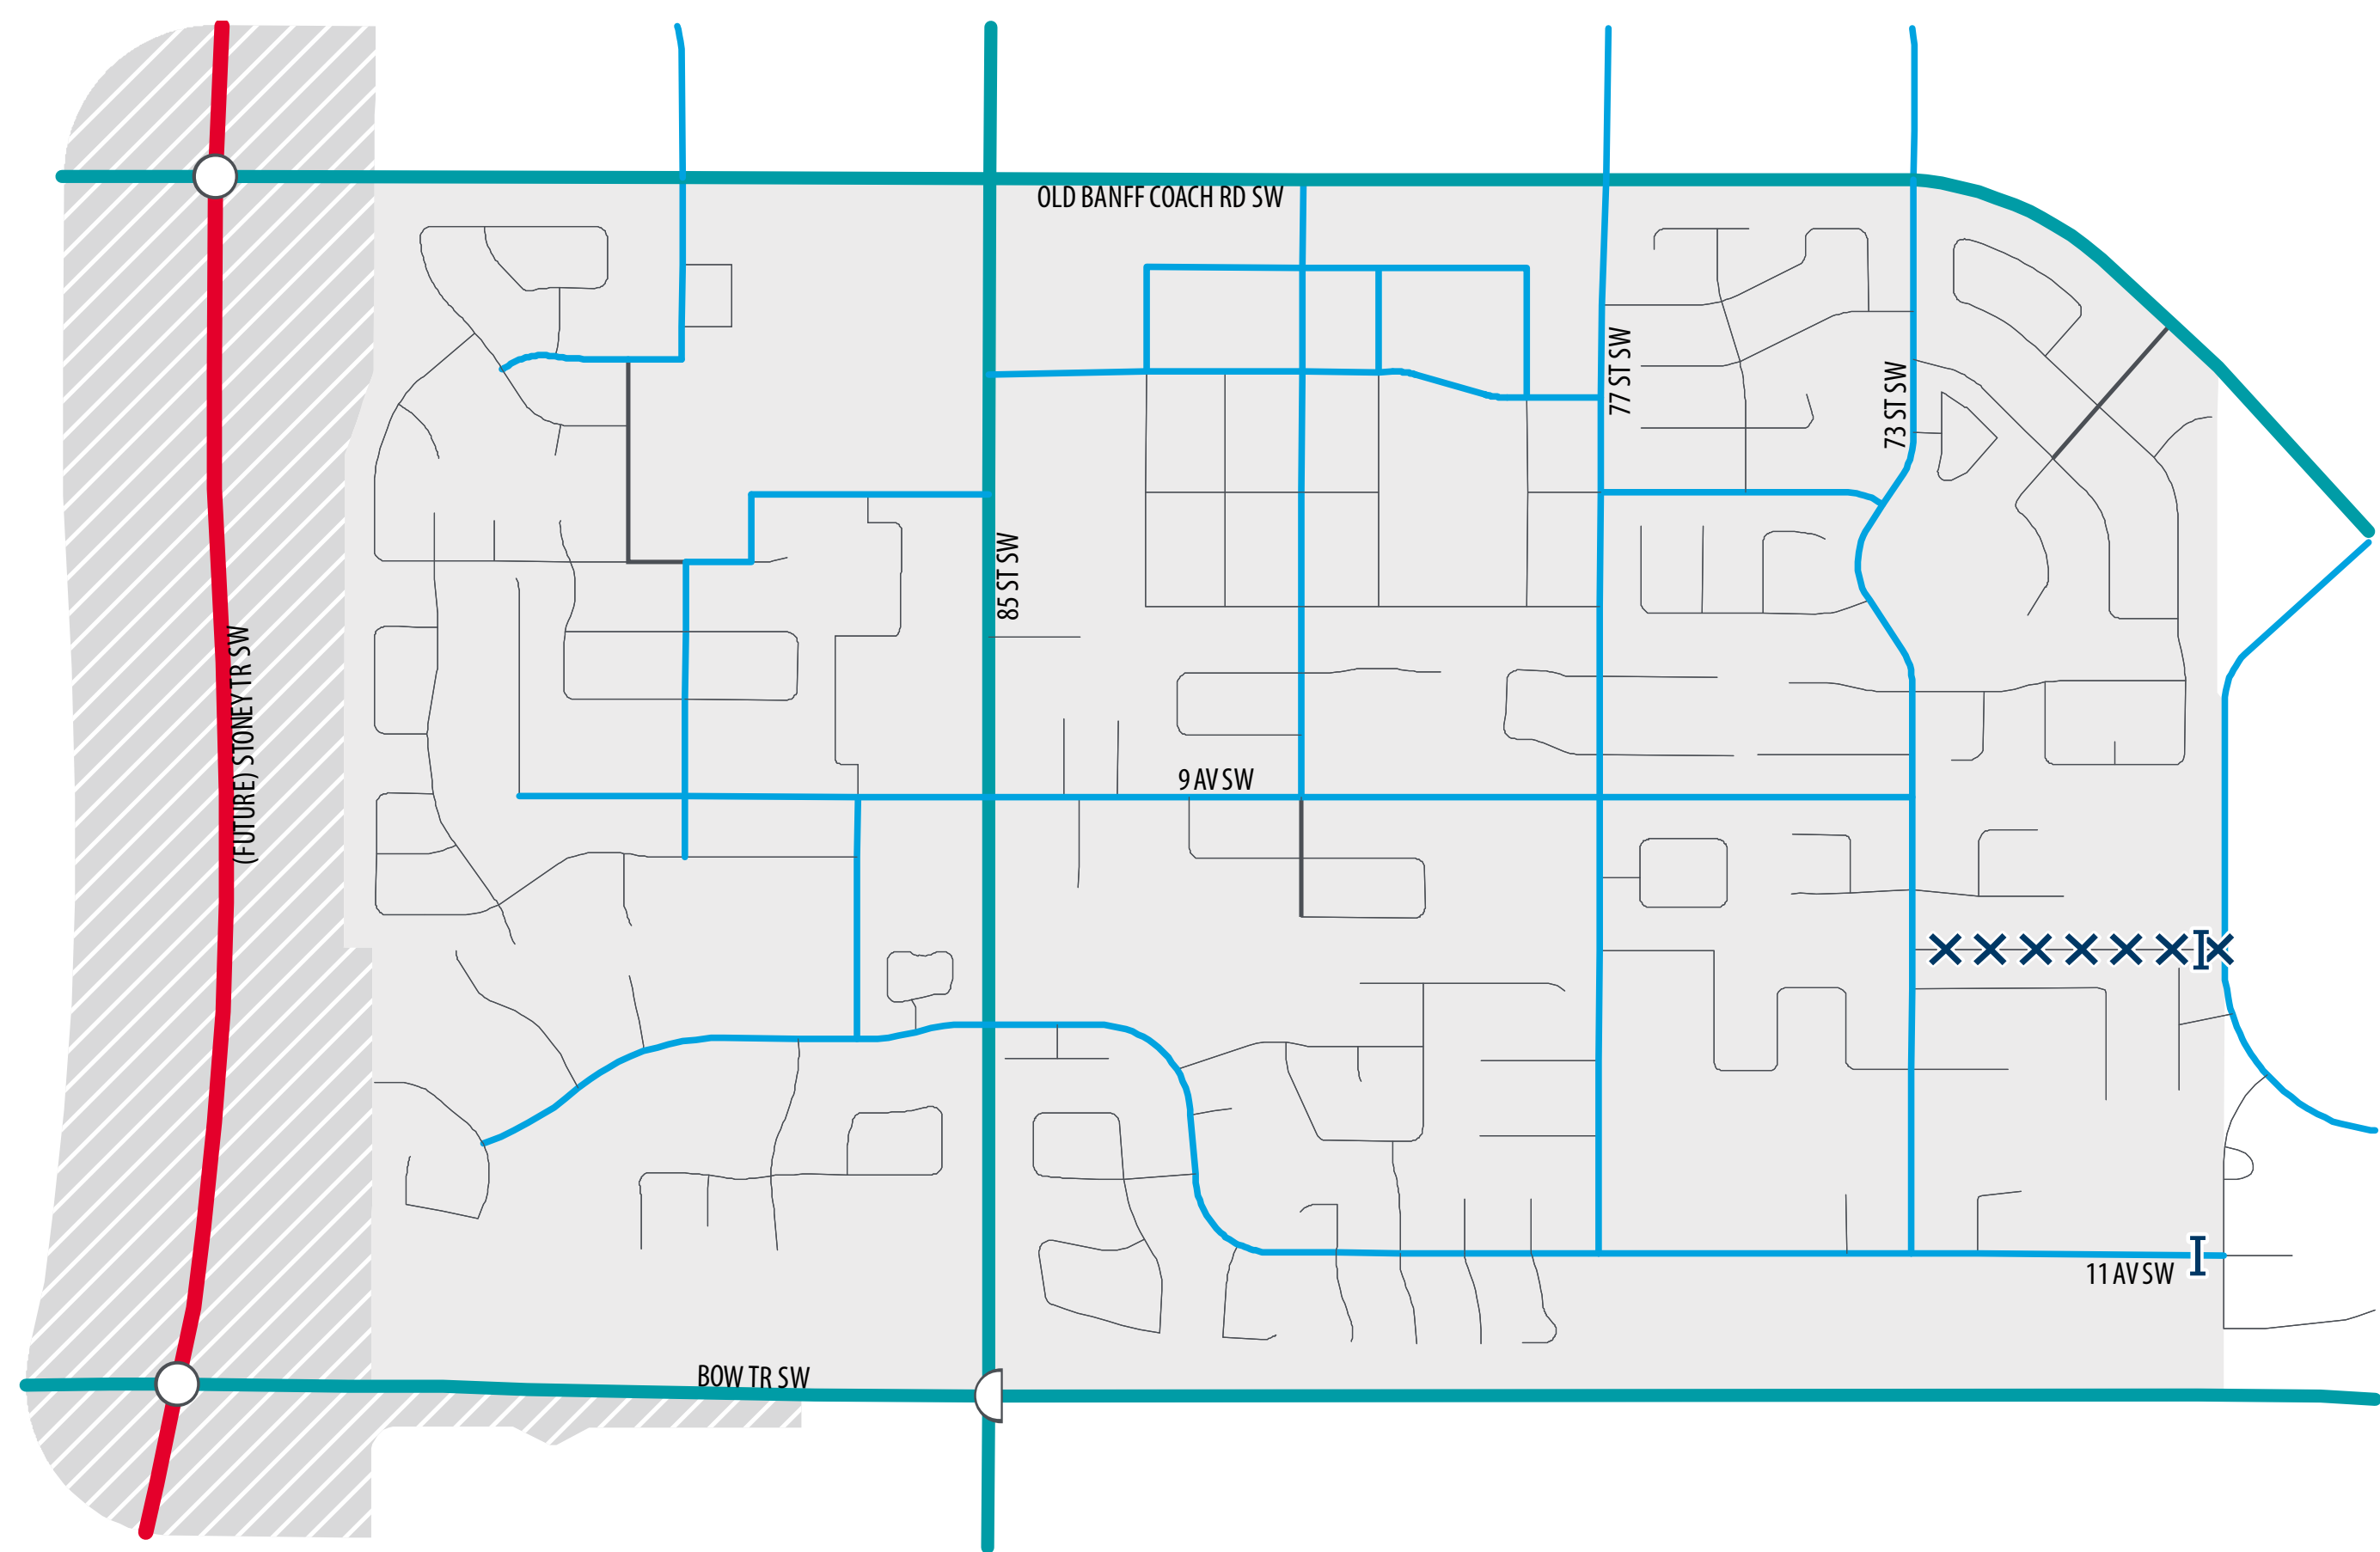 OLD BANFF COACH RD SW
77 ST SW
73 ST SW
85 ST SW
(FUTURE) STONEY TR SW
9 AV SW
11 AV SW
BOW TR SW